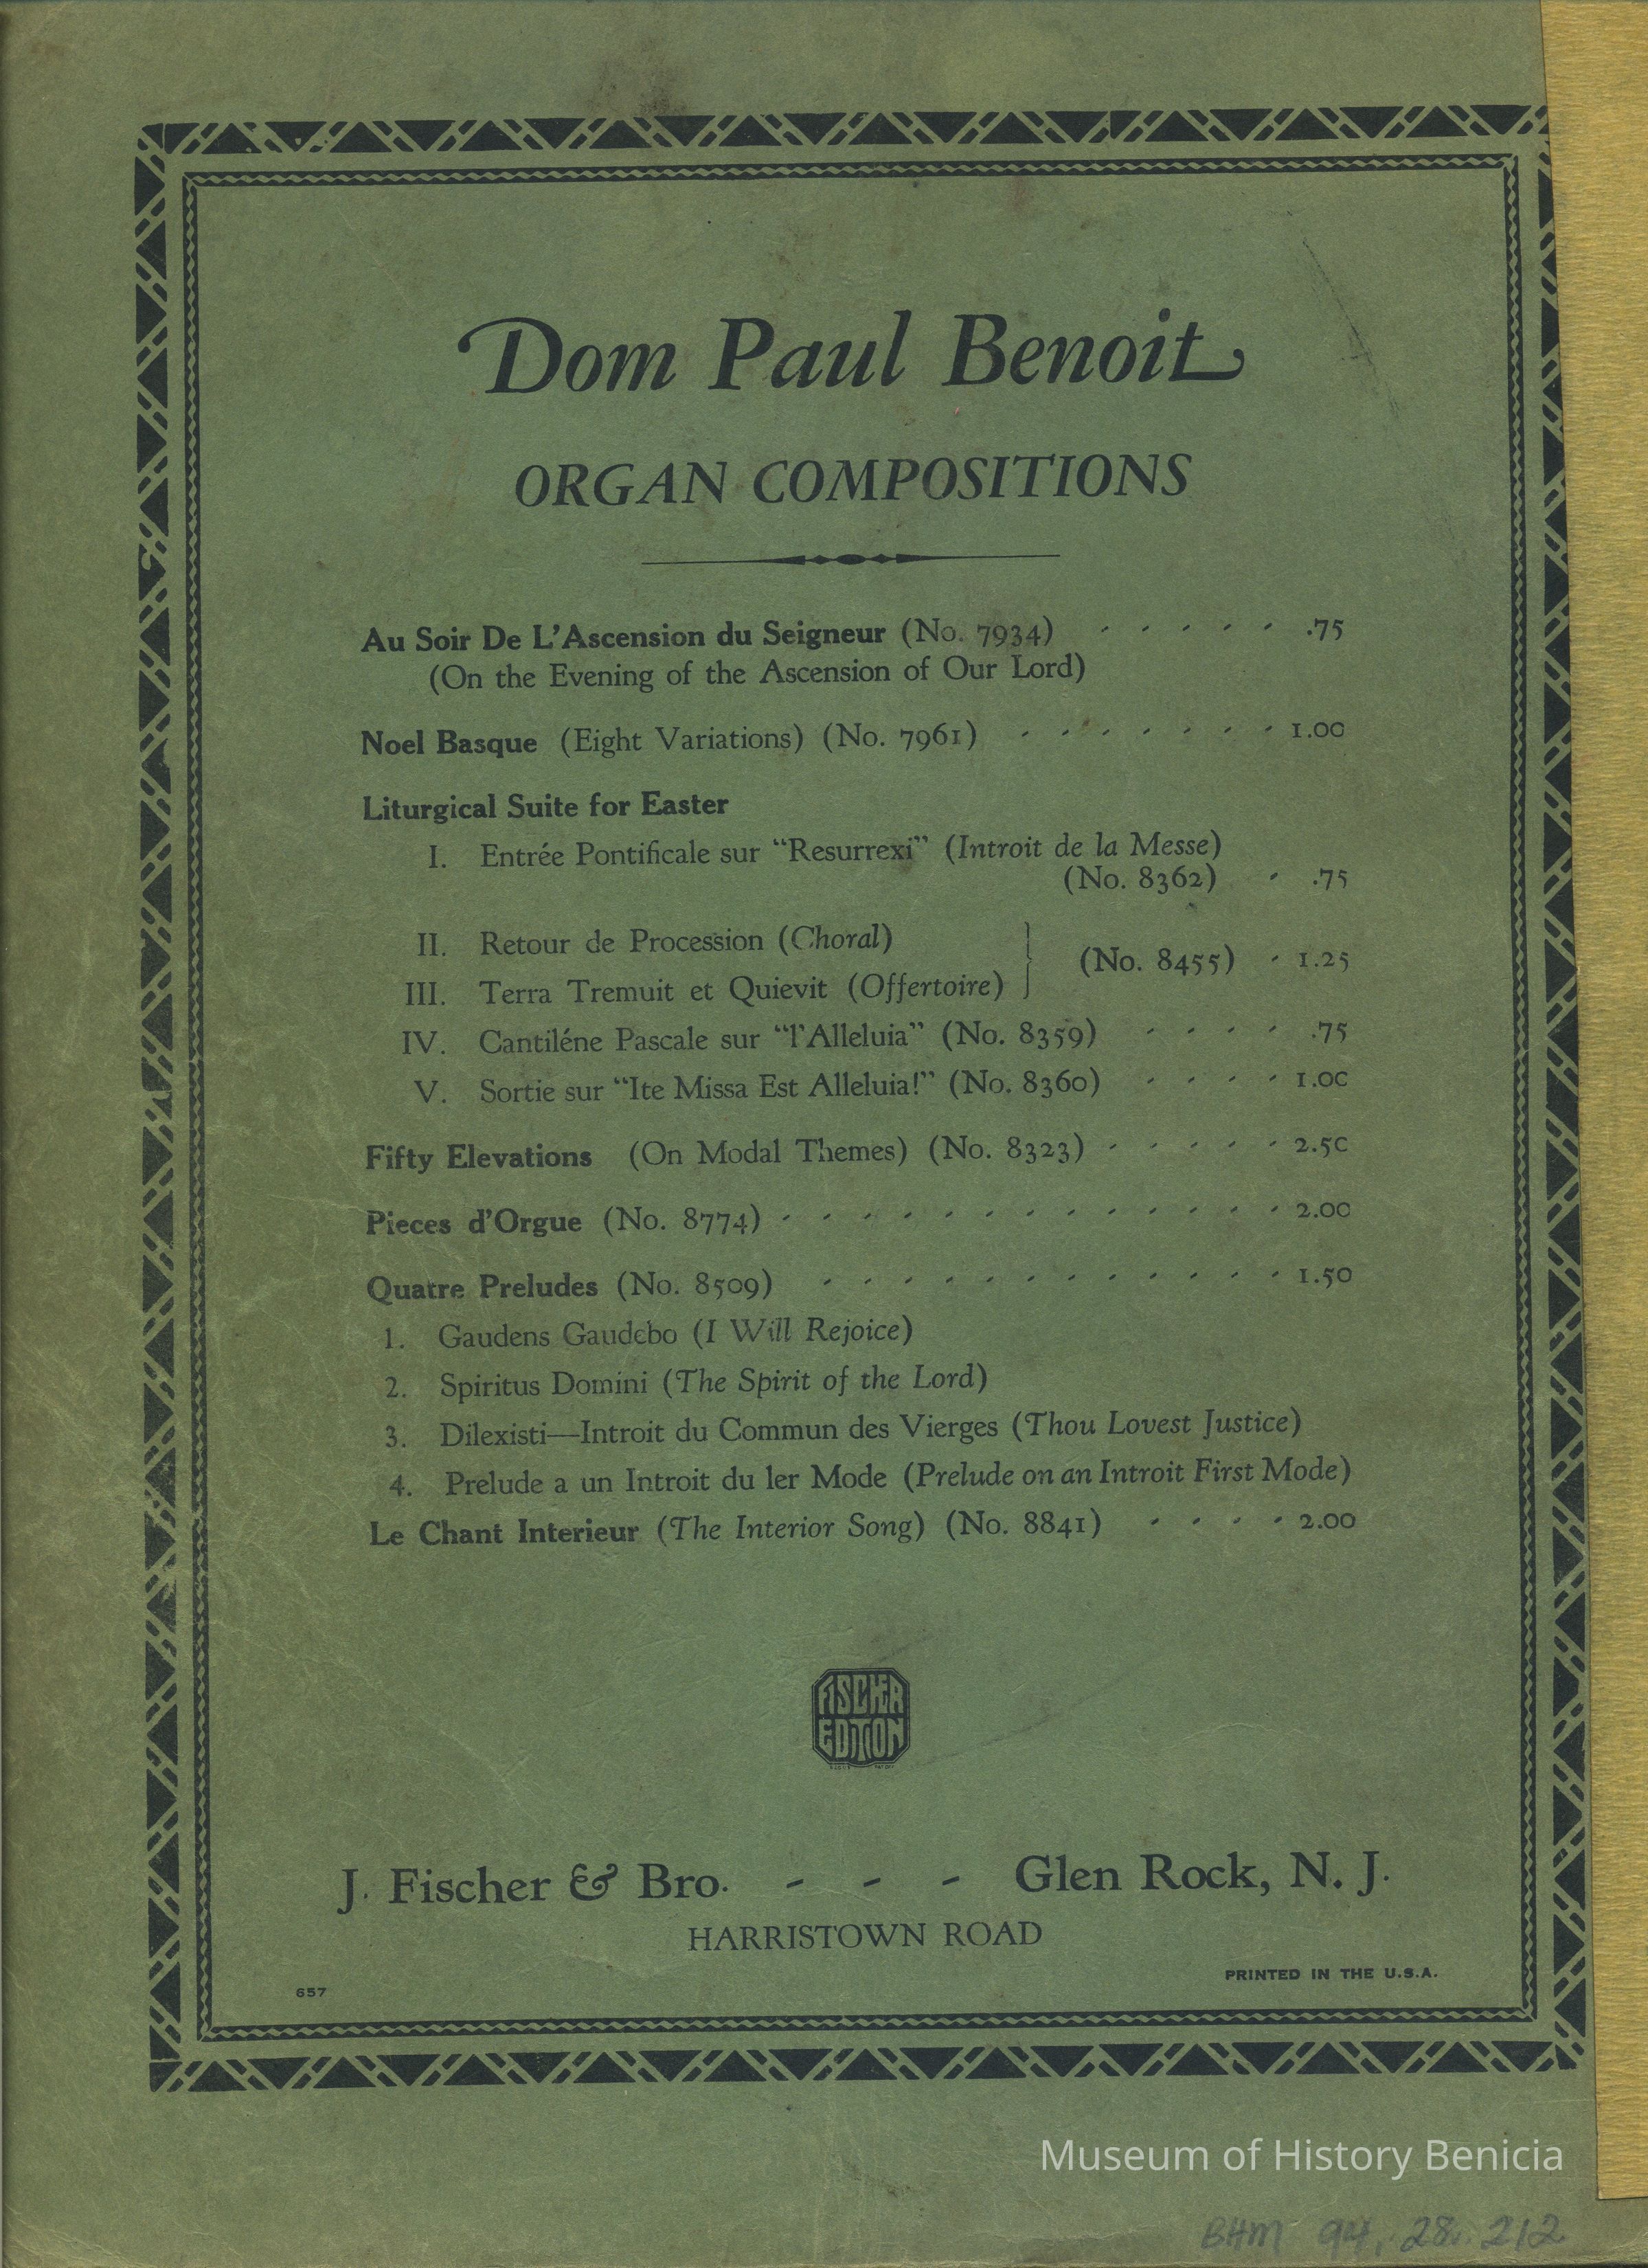 Dom Paul Benoit
ORGAN COMPOSITIONS
Au Soir De L'Ascension du Seigneur (No. 7934) - - - - - .75
(On the Evening of the Ascension of Our Lord)
Noel Basque (Eight Variations) (No. 7961) - - - - - - - 1.00
Liturgical Suite for Easter
I. Entrée Pontificale sur “Resurrexi” (Introit de la Messe)
(No. 8362) - .75
II. Retour de Procession (Choral)
(No. 8455) - 1.25
III. Terra Tremuit et Quievit (Offertoire)
IV. Cantiléne Pascale sur “l'Alleluia” (No. 8359) - - - - .75
V. Sortie sur “Ite Missa Est Alleluia!” (No. 8360) - - - - 1.00
Fifty Elevations (On Modal Themes) (No. 8323) - - - - - 2.50
Pieces d'Orgue (No. 8774) - - - - - - - - - - - - - 2.00
Quatre Preludes (No. 8509) - - - - - - - - - - - - 1.50
1. Gaudens Gaudebo (I Will Rejoice)
2. Spiritus Domini (The Spirit of the Lord)
3. Dilexisti—Introit du Commun des Vierges (Thou Lovest Justice)
4. Prelude a un Introit du ler Mode (Prelude on an Introit First Mode)
Le Chant Interieur (The Interior Song) (No. 8841) - - - - 2.00
FISCHER
EDITION
J. Fischer & Bro. - - - Glen Rock, N. J.
HARRISTOWN ROAD
657
PRINTED IN THE U.S.A.
Museum of History Benicia
BHM 94.28.212